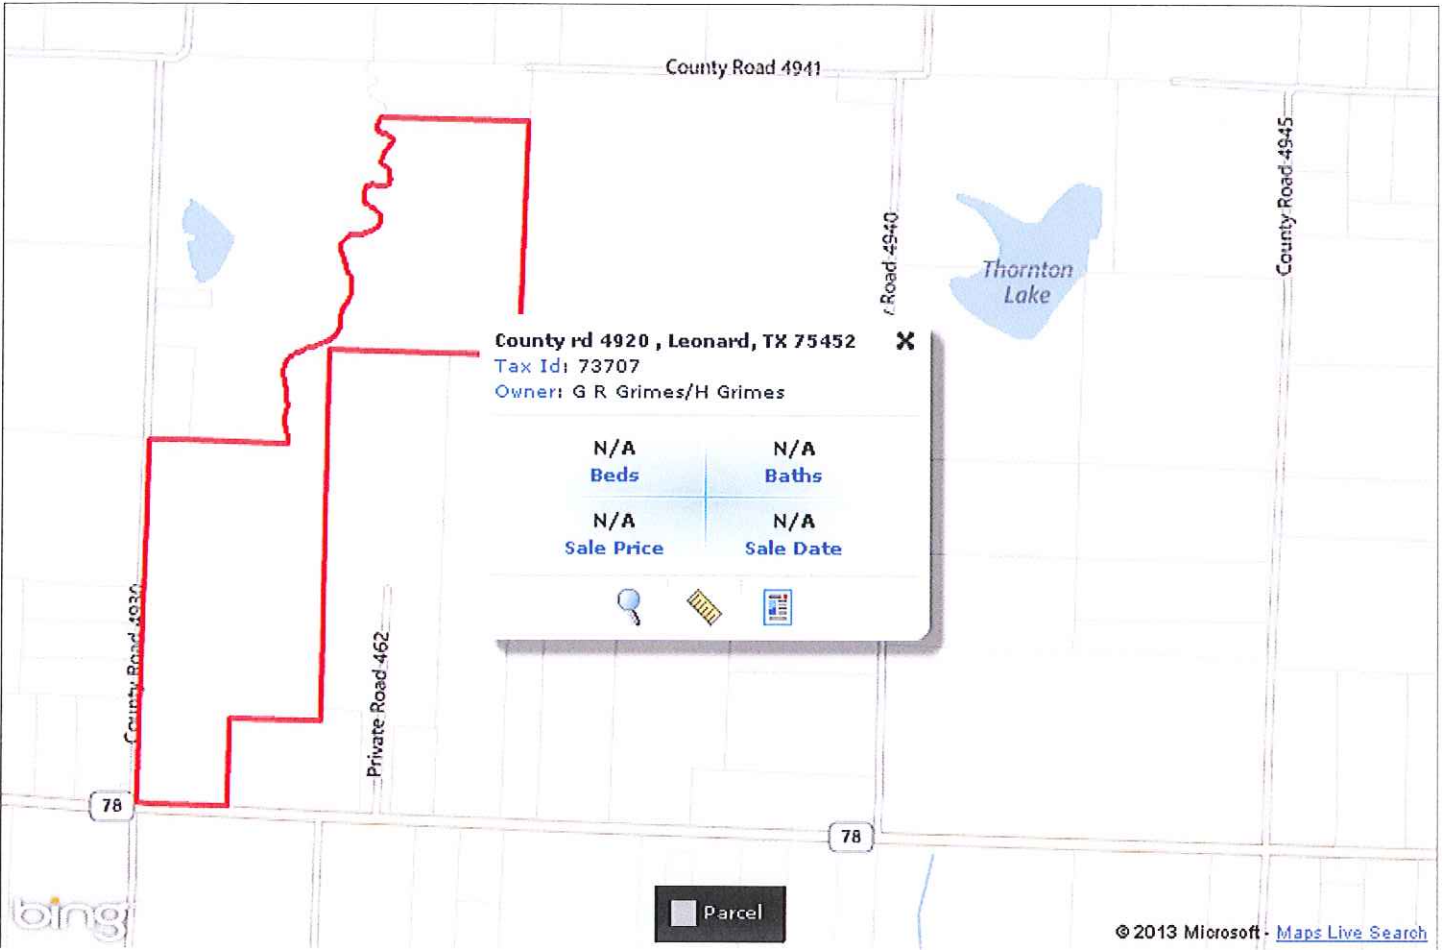 County Road 4941
County Road 4945
Road 4940
Thornton
Lake
County rd 4920 , Leonard, TX 75452
Tax Id: 73707
Owner: G R Grimes/H Grimes
N/A
Beds
N/A
Baths
N/A
Sale Price
N/A
Sale Date
County Road 4930
Private Road 462
78
78
bing
Parcel
© 2013 Microsoft - Maps Live Search